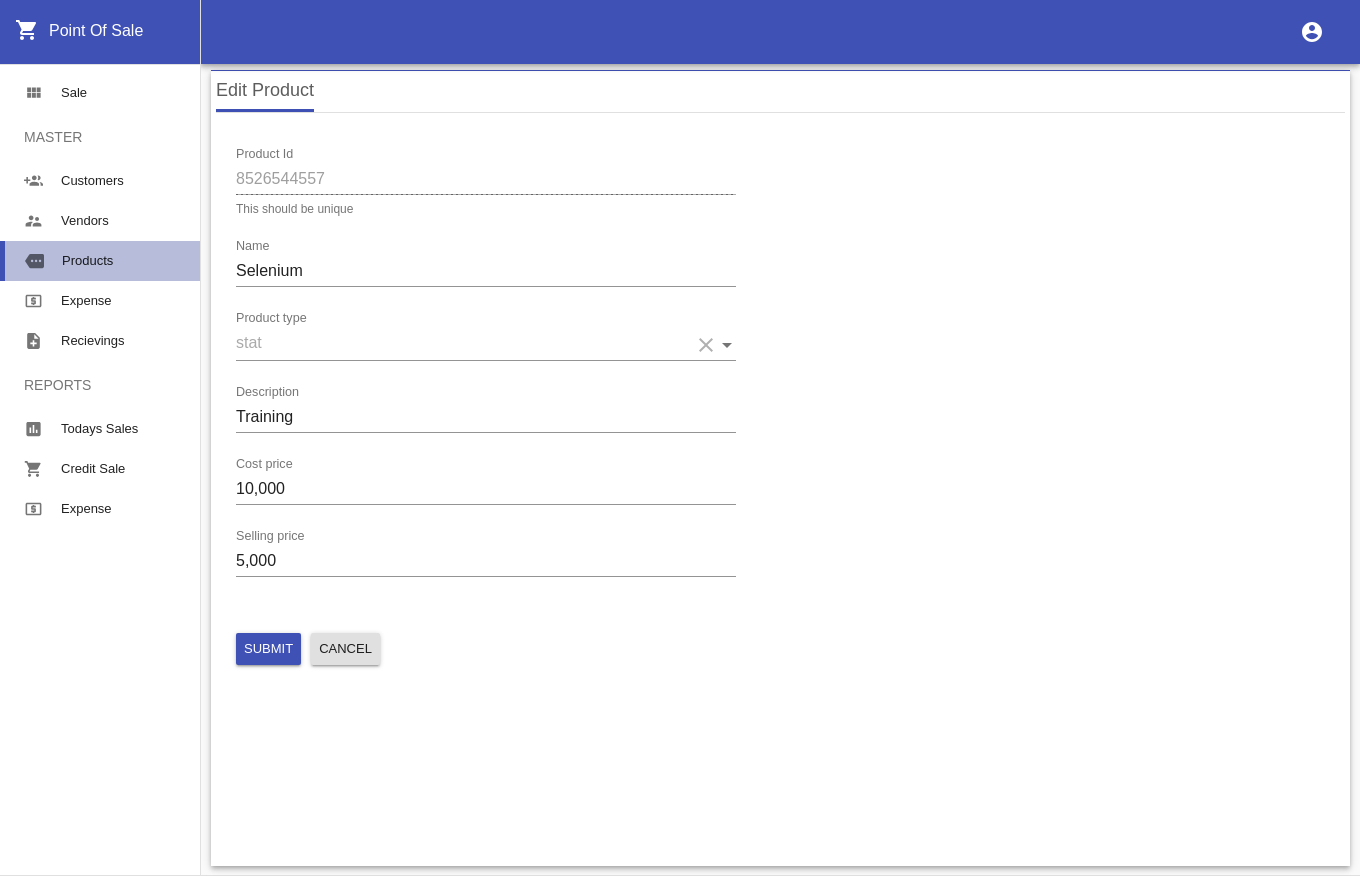 Point Of Sale
Sale
MASTER
Customers
Vendors
Products
Expense
Recievings
REPORTS
Todays Sales
Credit Sale
Expense
Edit Product
Product Id
8526544557
This should be unique
Name
Selenium
Product type
stat
Description
Training
Cost price
10,000
Selling price
5,000
SUBMIT CANCEL